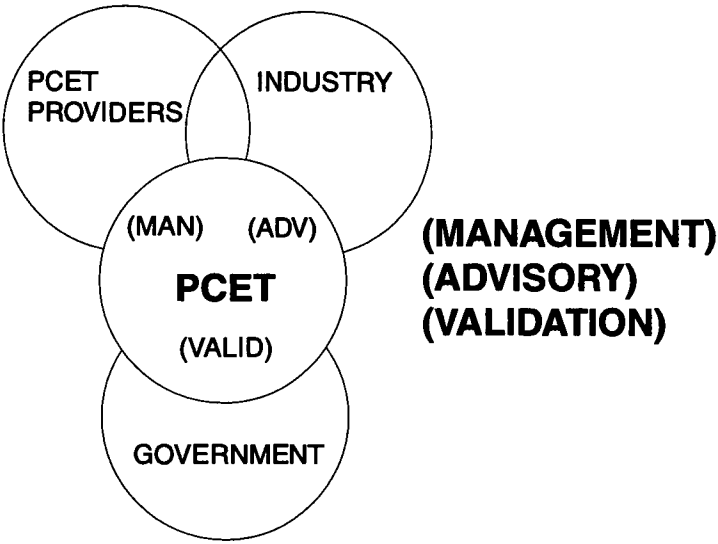 PCET
PROVIDERS
INDUSTRY
(MAN)
(ADV)
PCET
(VALID)
GOVERNMENT
(MANAGEMENT)
(ADVISORY)
(VALIDATION)